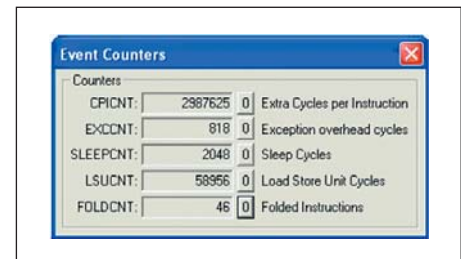 Event Counters
Counters
CPICNT: 2987625 0 Extra Cycles per Instruction
EXCCNT: 818 0 Exception overhead cycles
SLEEPCNT: 2048 0 Sleep Cycles
LSUCNT: 58956 0 Load Store Unit Cycles
FOLDCNT: 46 0 Folded Instructions